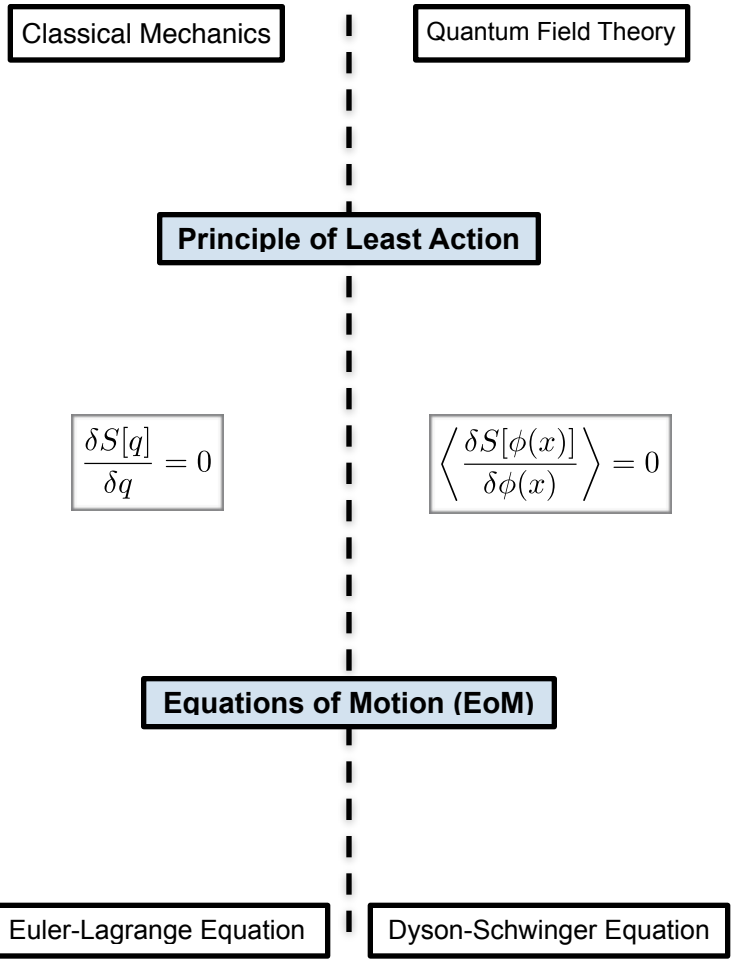 Classical Mechanics
Quantum Field Theory
Principle of Least Action
δS[q]/δq = 0
⟨δS[ϕ(x)]/δϕ(x)⟩ = 0
Equations of Motion (EoM)
Euler-Lagrange Equation
Dyson-Schwinger Equation